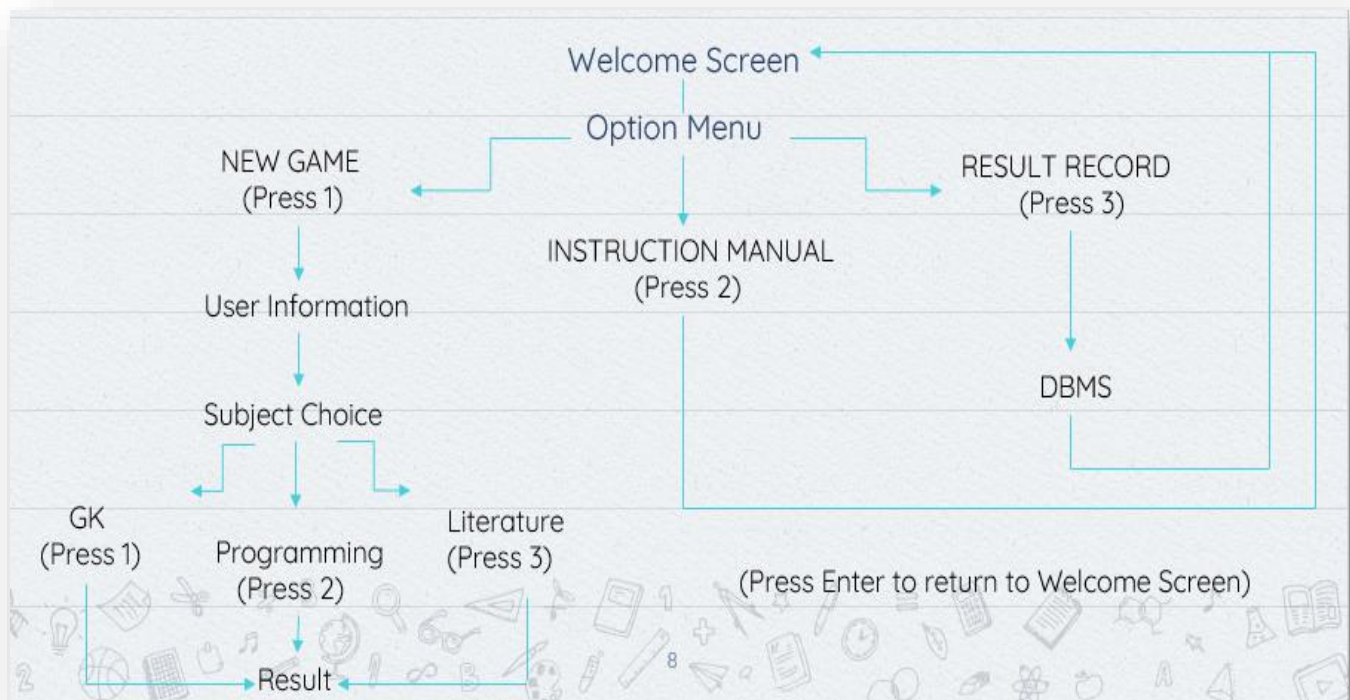 Welcome Screen
Option Menu
NEW GAME
(Press 1)
RESULT RECORD
(Press 3)
INSTRUCTION MANUAL
(Press 2)
User Information
DBMS
Subject Choice
GK
(Press 1)
Programming
(Press 2)
Literature
(Press 3)
(Press Enter to return to Welcome Screen)
Result
8